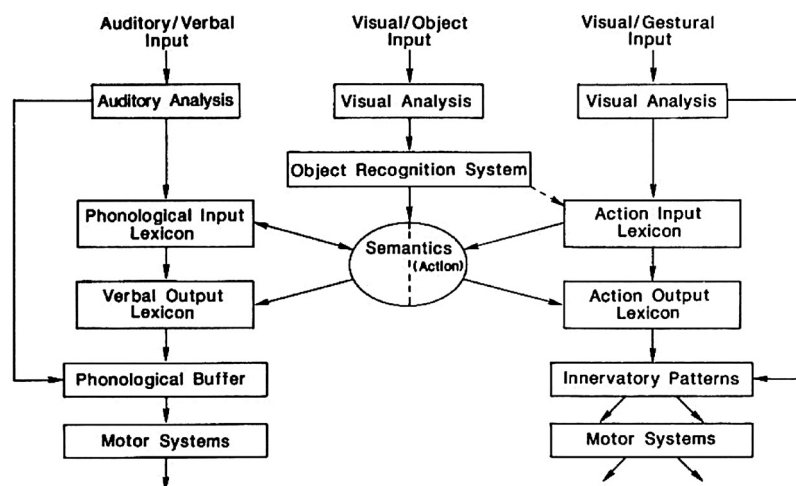 Auditory/Verbal
Input
Visual/Object
Input
Visual/Gestural
Input
Auditory Analysis
Visual Analysis
Visual Analysis
Object Recognition System
Phonological Input
Lexicon
Semantics
(Action)
Action Input
Lexicon
Verbal Output
Lexicon
Action Output
Lexicon
Phonological Buffer
Innervatory Patterns
Motor Systems
Motor Systems